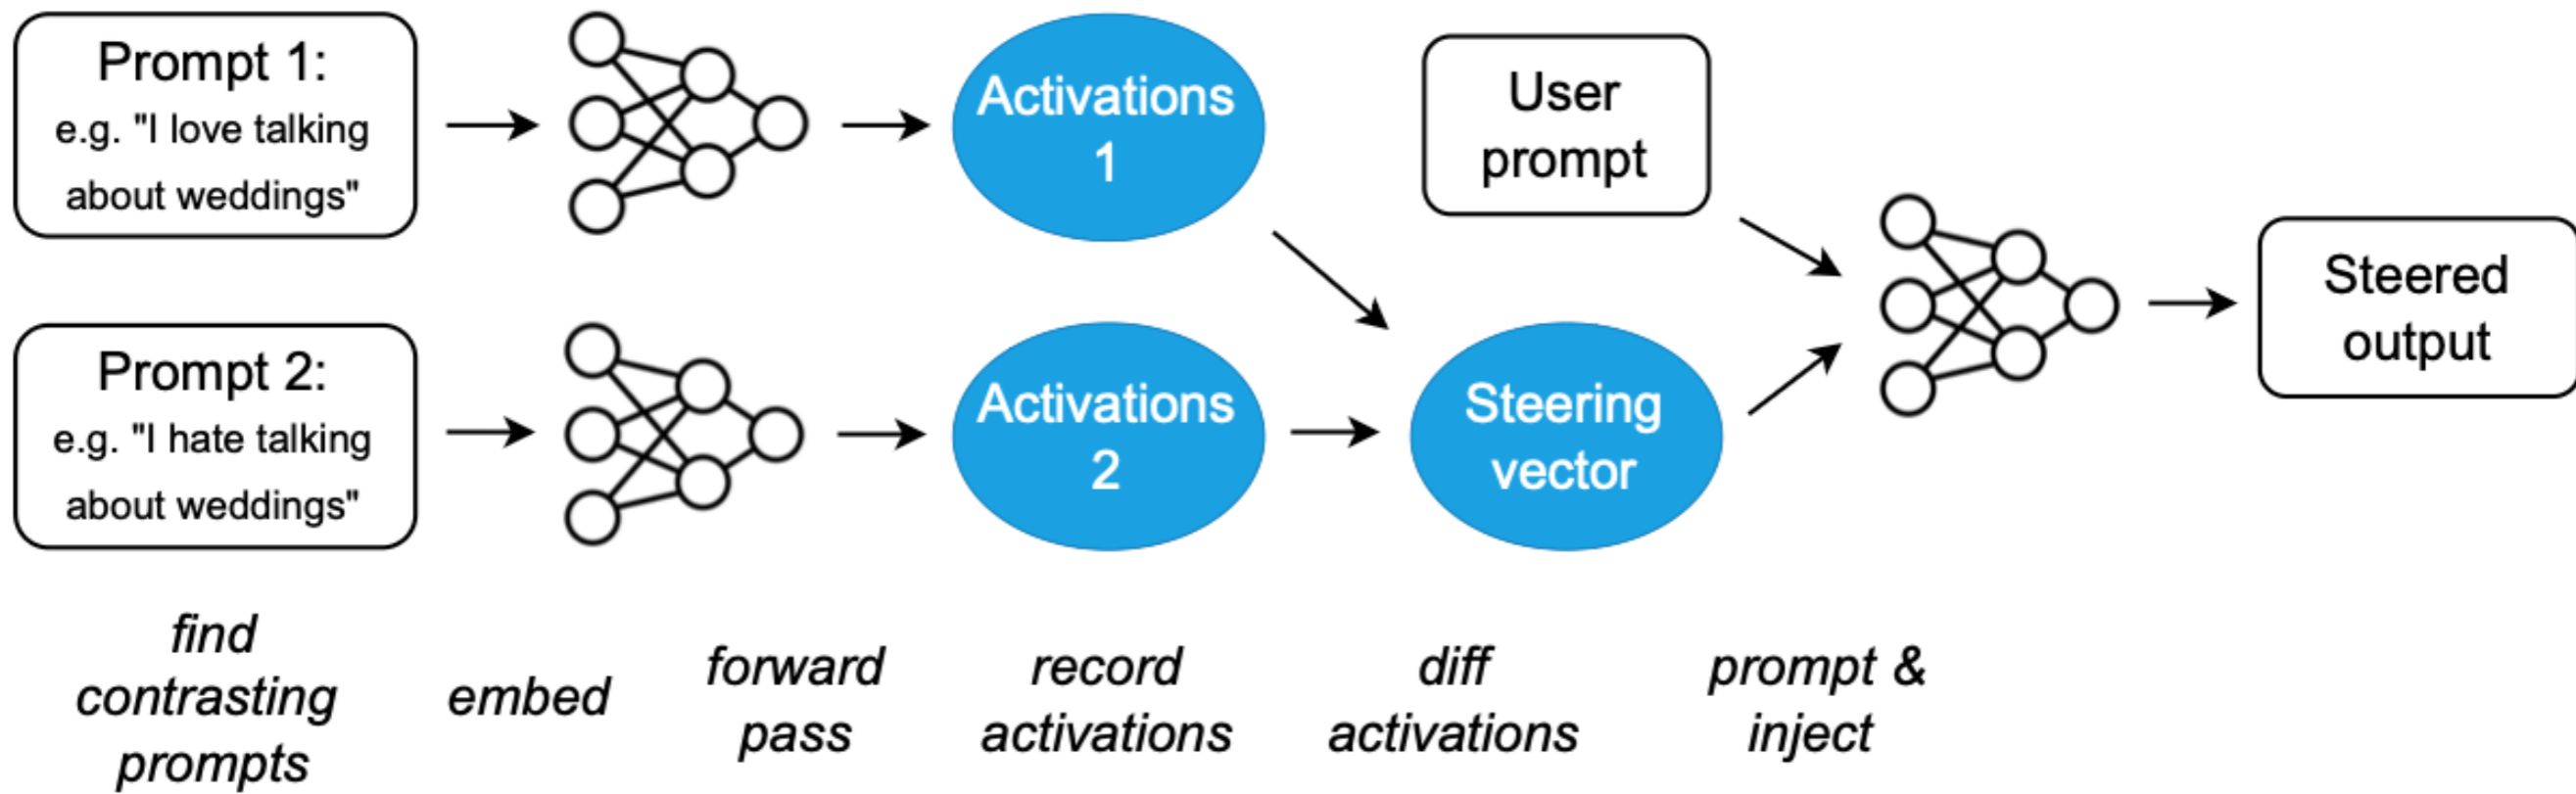 Prompt 1:
e.g. "I love talking
about weddings"
Activations
1
User
prompt
Prompt 2:
e.g. "I hate talking
about weddings"
Activations
2
Steering
vector
Steered
output
find
contrasting
prompts
embed
forward
pass
record
activations
diff
activations
prompt &
inject